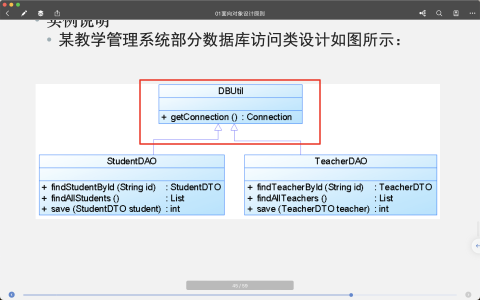 01面向对象设计原则
实例说明
• 某教学管理系统部分数据库访问类设计如图所示：
DBUtil
+ getConnection () : Connection
StudentDAO
+ findStudentById (String id) : StudentDTO
+ findAllStudents () : List
+ save (StudentDTO student) : int
TeacherDAO
+ findTeacherById (String id) : TeacherDTO
+ findAllTeachers () : List
+ save (TeacherDTO teacher) : int